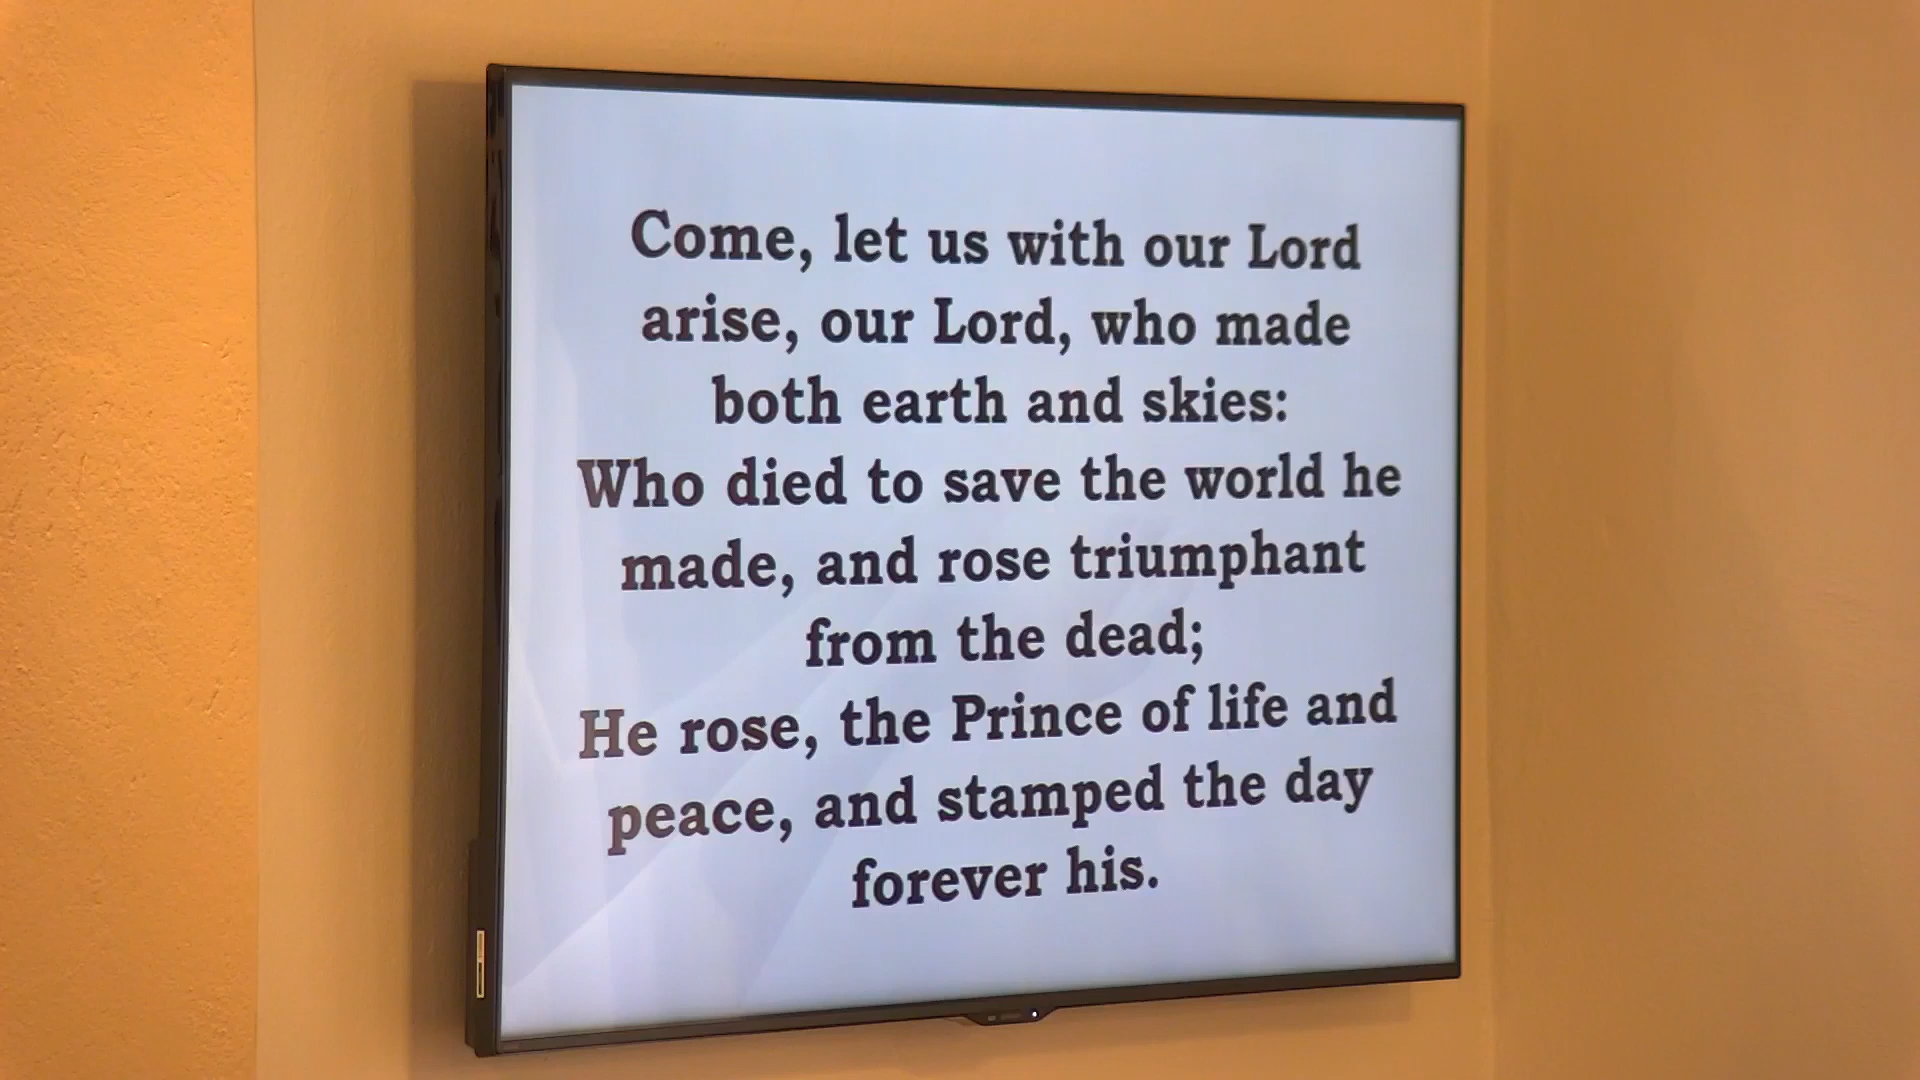 Come, let us with our Lord
arise, our Lord, who made
both earth and skies:
Who died to save the world he
made, and rose triumphant
from the dead;
He rose, the Prince of life and
peace, and stamped the day
forever his.